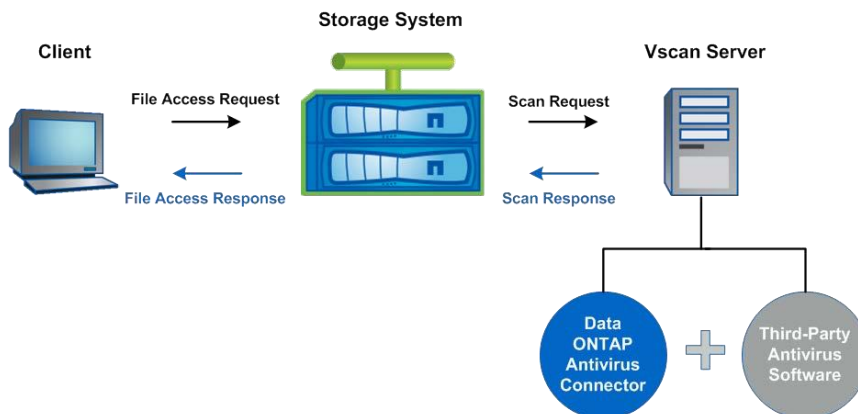 Storage System
Client
Vscan Server
File Access Request
Scan Request
File Access Response
Scan Response
Data
ONTAP
Antivirus
Connector
Third-Party
Antivirus
Software